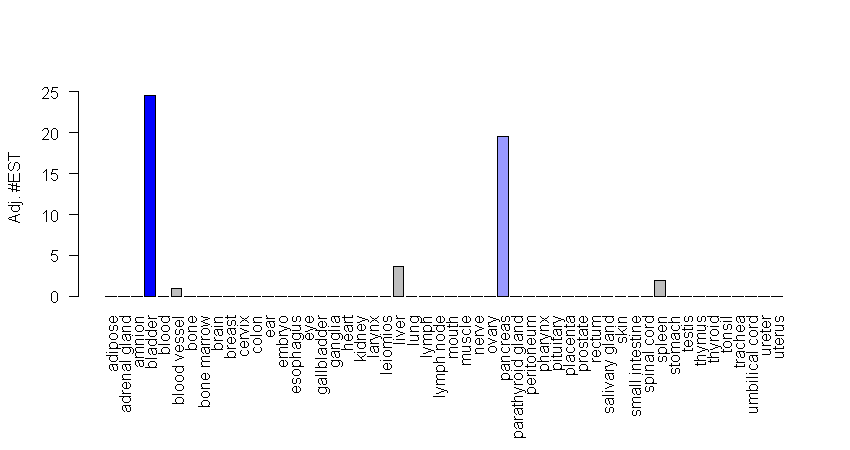 Adj. #EST
25
20
15
10
5
0
adipose
adrenal gland
amnion
bladder
blood
blood vessel
bone
bone marrow
brain
breast
cervix
colon
ear
embryo
esophagus
eye
gallbladder
ganglia
heart
kidney
larynx
leiomios
liver
lung
lymph
lymph node
mouth
muscle
nerve
ovary
pancreas
parathyroid gland
peritoneum
pharynx
pituitary
placenta
prostate
rectum
salivary gland
skin
small intestine
spinal cord
spleen
stomach
testis
thymus
thyroid
tonsil
trachea
umbilical cord
ureter
uterus